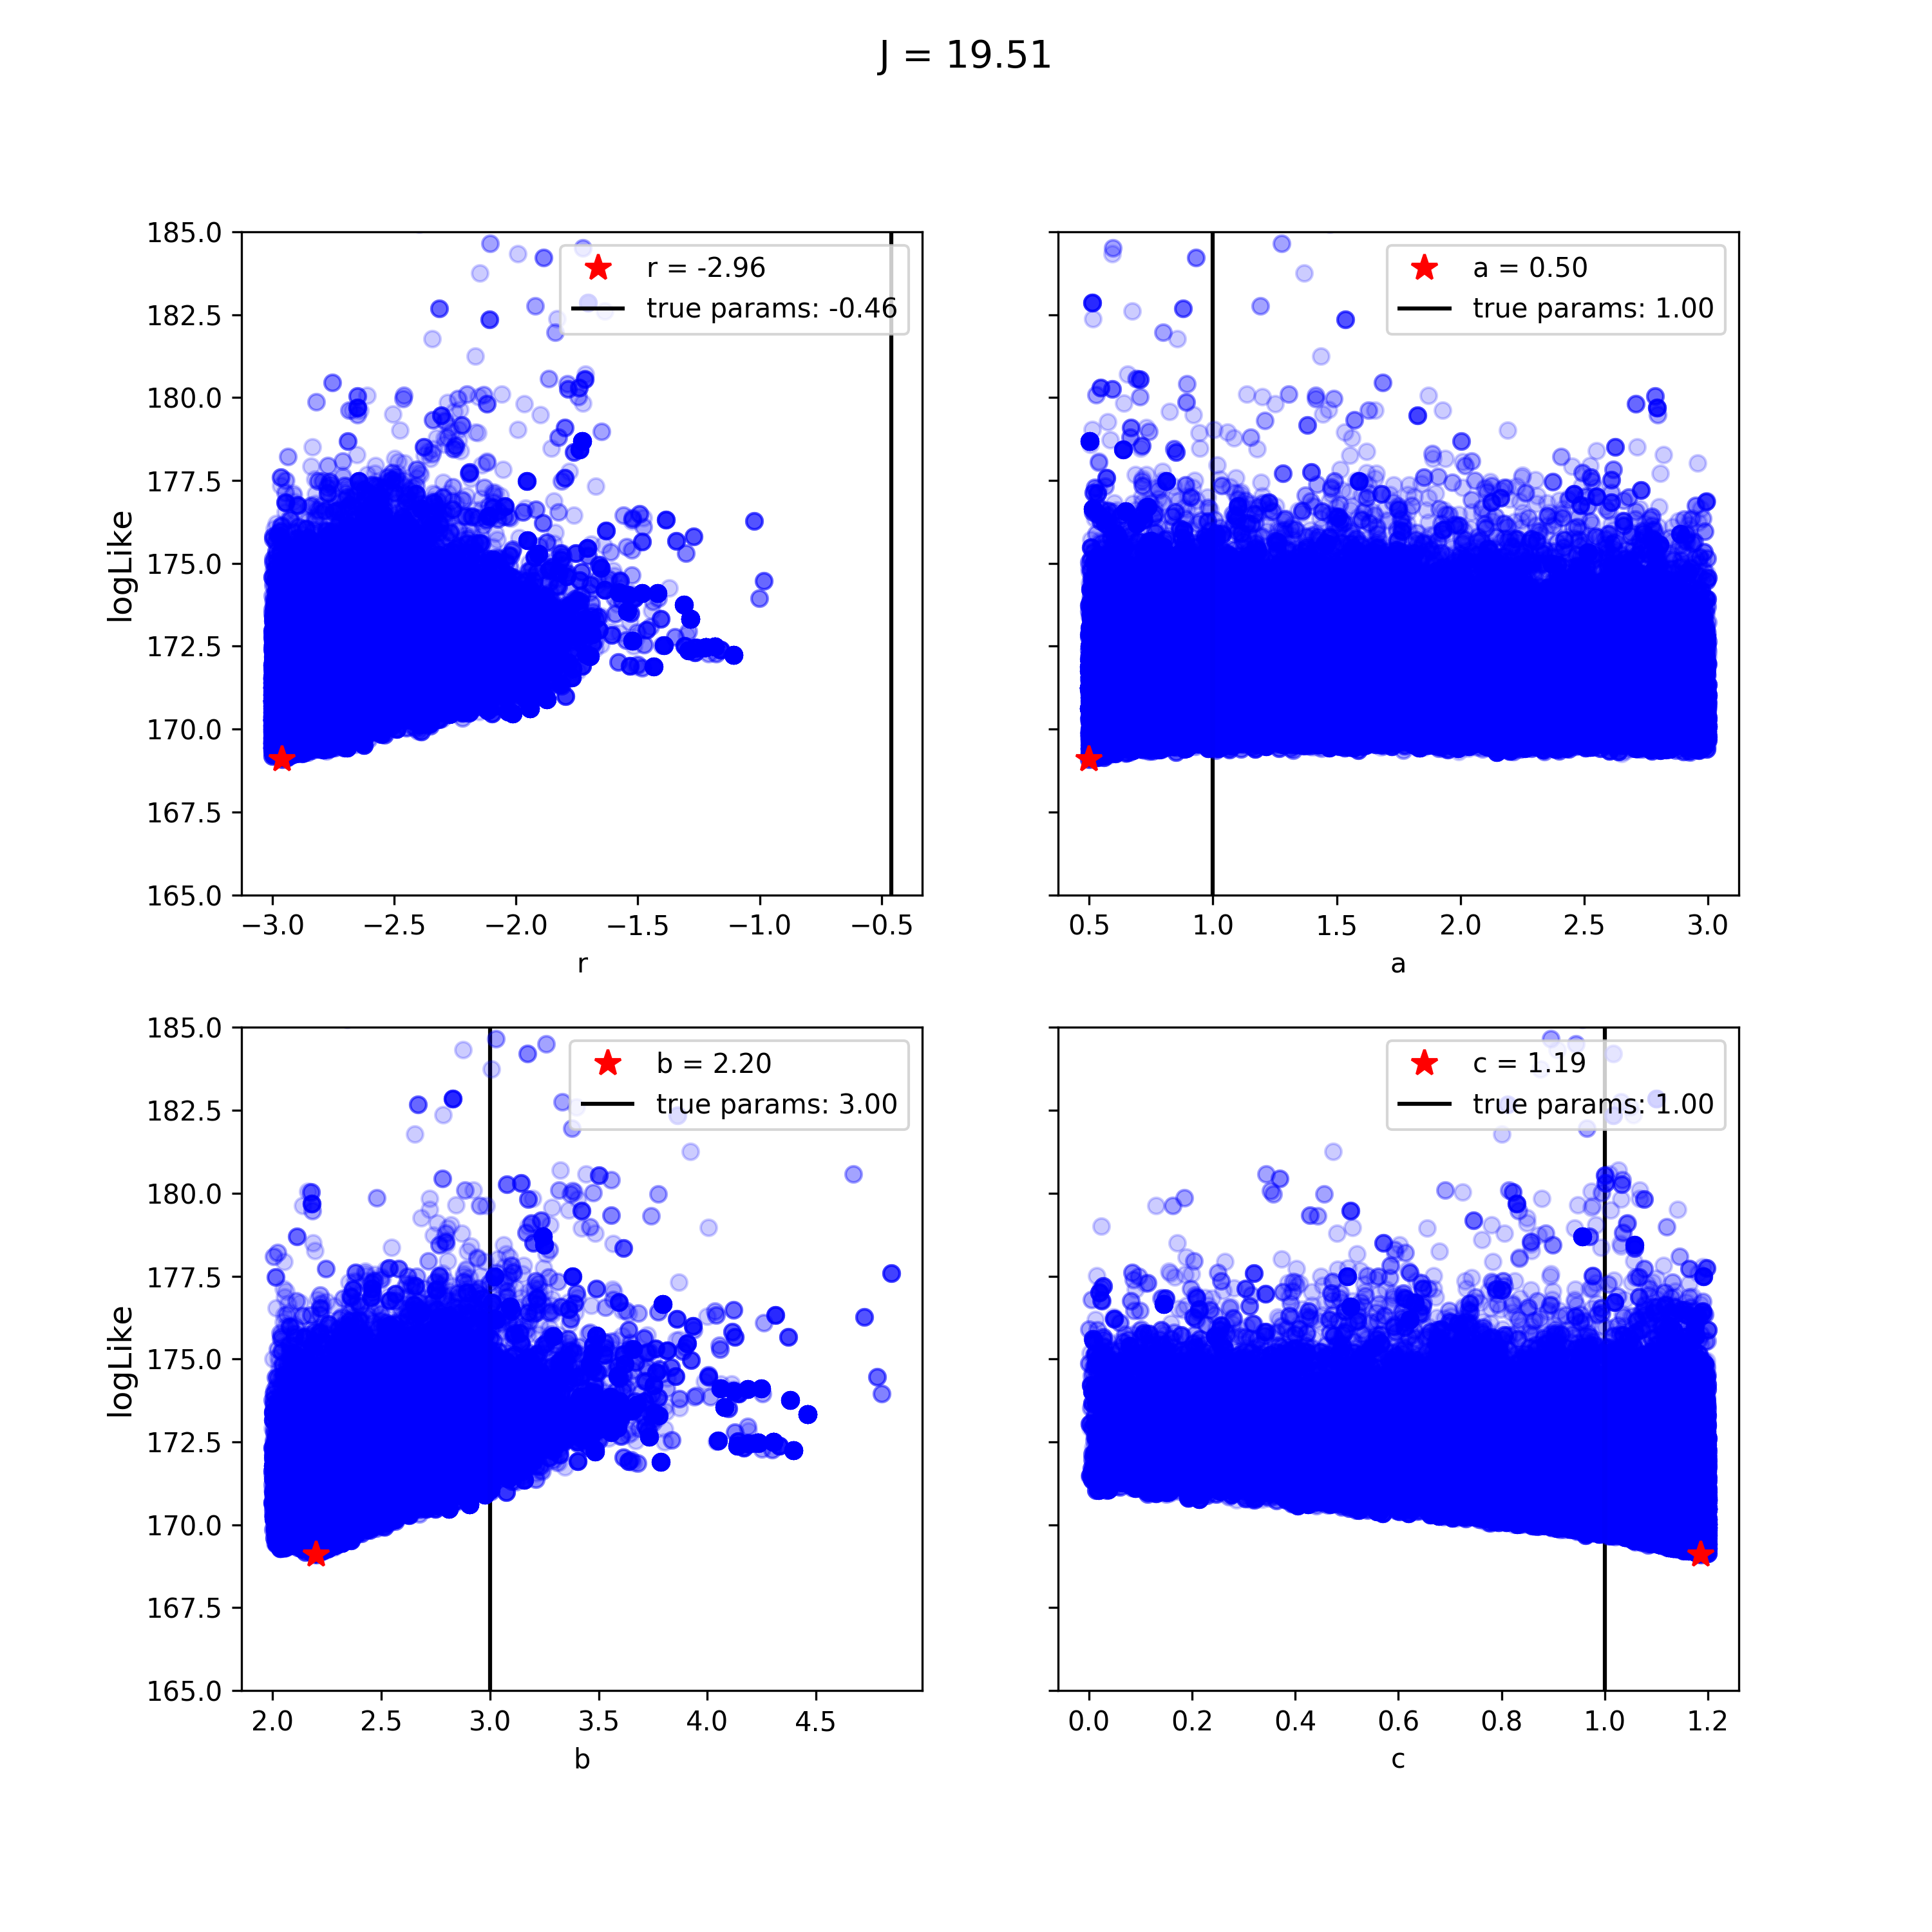 J = 19.51
185.0
182.5
180.0
177.5
175.0
172.5
170.0
167.5
165.0
logLike
r = -2.96
true params: -0.46
−3.0 −2.5 −2.0 −1.5 −1.0 −0.5
r
a = 0.50
true params: 1.00
0.5 1.0 1.5 2.0 2.5 3.0
a
185.0
182.5
180.0
177.5
175.0
172.5
170.0
167.5
165.0
logLike
b = 2.20
true params: 3.00
2.0 2.5 3.0 3.5 4.0 4.5
b
c = 1.19
true params: 1.00
0.0 0.2 0.4 0.6 0.8 1.0 1.2
c